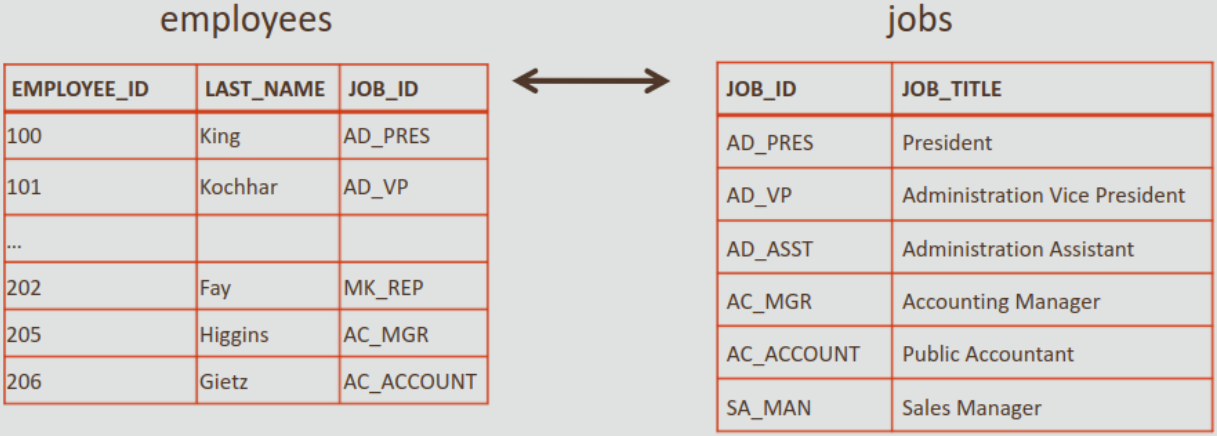 employees
EMPLOYEE_ID LAST_NAME JOB_ID
100 King AD_PRES
101 Kochhar AD_VP
...
202 Fay MK_REP
205 Higgins AC_MGR
206 Gietz AC_ACCOUNT
jobs
JOB_ID JOB_TITLE
AD_PRES President
AD_VP Administration Vice President
AD_ASST Administration Assistant
AC_MGR Accounting Manager
AC_ACCOUNT Public Accountant
SA_MAN Sales Manager